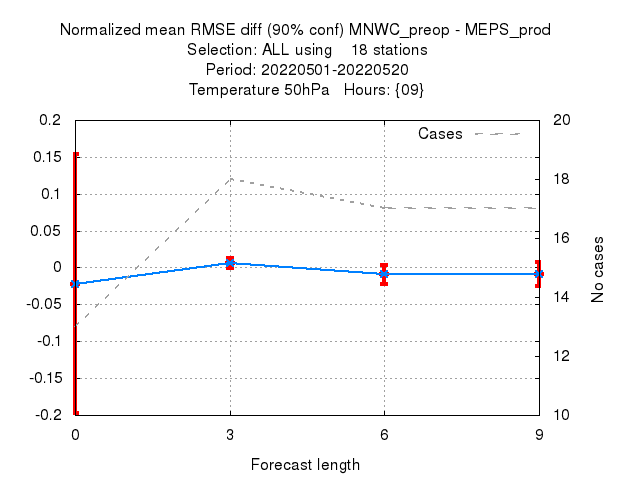 Normalized mean RMSE diff (90% conf) MNWC_preop - MEPS_prod
Selection: ALL using    18 stations
Period: 20220501-20220520
Temperature 50hPa   Hours: {09}
Cases
0.2
0.15
0.1
0.05
0
-0.05
-0.1
-0.15
-0.2
20
18
16
14
12
10
No cases
0 3 6 9
Forecast length